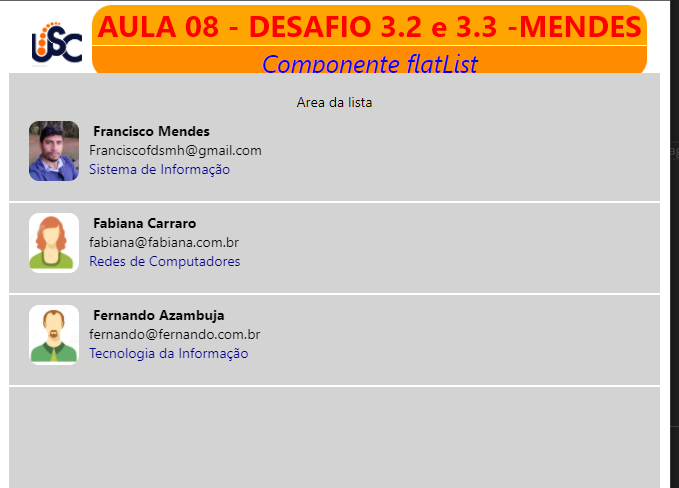 USC
AULA 08 - DESAFIO 3.2 e 3.3 -MENDES
Componente flatList
Area da lista
Francisco Mendes
Franciscofdsmh@gmail.com
Sistema de Informação
Fabiana Carraro
fabiana@fabiana.com.br
Redes de Computadores
Fernando Azambuja
fernando@fernando.com.br
Tecnologia da Informação